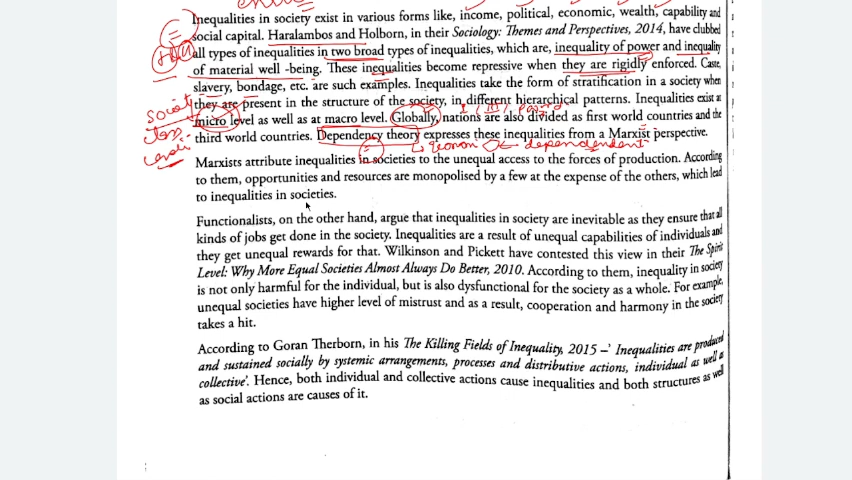 Inequalities in society exist in various forms like, income, political, economic, wealth, capability and
social capital. Haralambos and Holborn, in their Sociology: Themes and Perspectives, 2014, have clubbed
all types of inequalities in two broad types of inequalities, which are, inequality of power and inequality
of material well -being. These inequalities become repressive when they are rigidly enforced. Caste,
slavery, bondage, etc. are such examples. Inequalities take the form of stratification in a society when
they are present in the structure of the society, in different hierarchical patterns. Inequalities exist at
society
micro level as well as at macro level. Globally, nations are also divided as first world countries and the
third world countries. Dependency theory expresses these inequalities from a Marxist perspective.
dependendent
Marxists attribute inequalities in societies to the unequal access to the forces of production. According
to them, opportunities and resources are monopolised by a few at the expense of the others, which lead
to inequalities in societies.
Functionalists, on the other hand, argue that inequalities in society are inevitable as they ensure that all
kinds of jobs get done in the society. Inequalities are a result of unequal capabilities of individuals and
they get unequal rewards for that. Wilkinson and Pickett have contested this view in their The Spirit
Level: Why More Equal Societies Almost Always Do Better, 2010. According to them, inequality in society
is not only harmful for the individual, but is also dysfunctional for the society as a whole. For example,
unequal societies have higher level of mistrust and as a result, cooperation and harmony in the society
takes a hit.
According to Goran Therborn, in his The Killing Fields of Inequality, 2015 –' Inequalities are produced
and sustained socially by systemic arrangements, processes and distributive actions, individual as well as
collective'. Hence, both individual and collective actions cause inequalities and both structures as well
as social actions are causes of it.